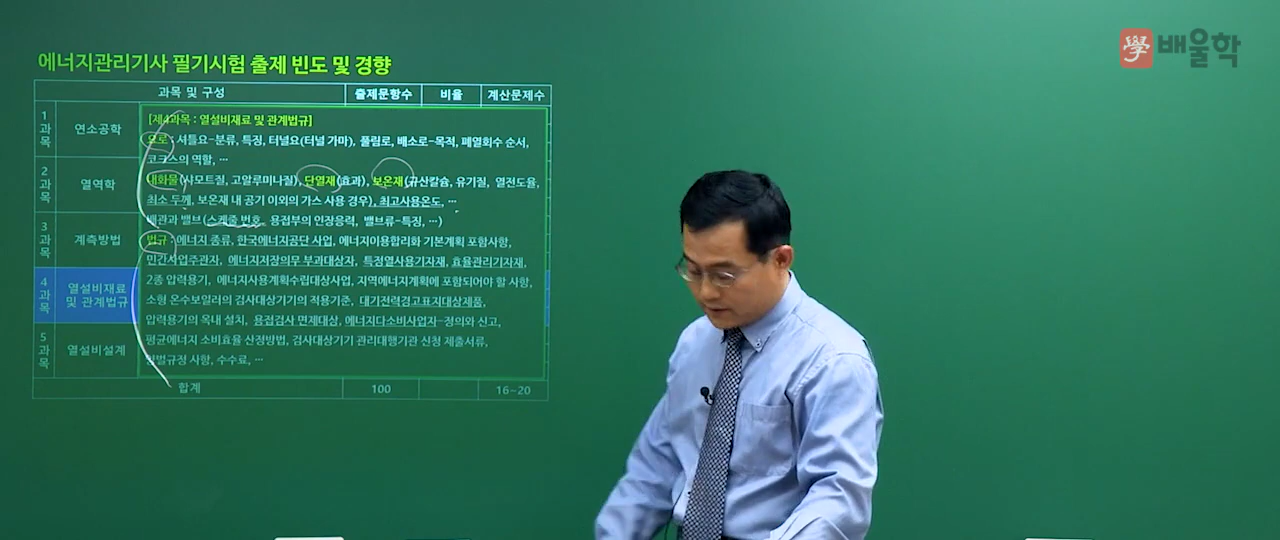 에너지관리기사 필기시험 출제 빈도 및 경향
學 배울학
과목 및 구성 출제문항수 비율 계산문제수
1과목 연소공학
[제4과목 : 열설비재료 및 관계법규]
요로 : 셔틀요-분류, 특징, 터널요(터널 가마), 풀림로, 배소로-목적, 폐열회수 순서,
코크스의 역할, …
2과목 열역학
내화물(샤모트질, 고알루미나질), 단열재(효과), 보온재(규산칼슘, 유기질, 열전도율,
최소 두께, 보온재 내 공기 이외의 가스 사용 경우), 최고사용온도, …
배관과 밸브(스케줄 번호, 용접부의 인장응력, 밸브류-특징, …)
3과목 계측방법
법규 : 에너지 종류, 한국에너지공단 사업, 에너지이용합리화 기본계획 포함사항,
민간사업주관자, 에너지저장의무 부과대상자, 특정열사용기자재, 효율관리기자재,
4과목 열설비재료 및 관계법규
2종 압력용기, 에너지사용계획수립대상사업, 지역에너지계획에 포함되어야 할 사항,
소형 온수보일러의 검사대상기기의 적용기준, 대기전력경고표지대상제품,
압력용기의 옥내 설치, 용접검사 면제대상, 에너지다소비사업자-정의와 신고,
5과목 열설비설계
평균에너지 소비효율 산정방법, 검사대상기기 관리대행기관 신청 제출서류,
벌규정 사항, 수수료, …
합계 100 16~20